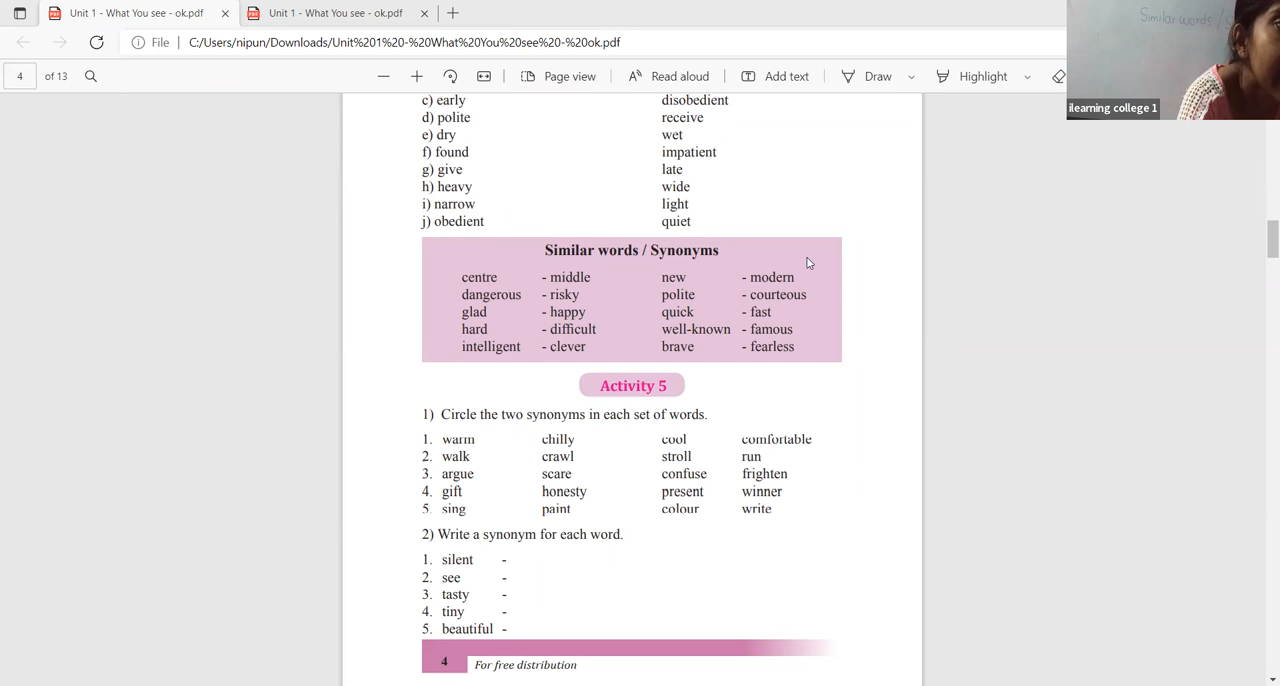 Unit 1 - What You see - ok.pdf
Unit 1 - What You see - ok.pdf
File C:/Users/nipun/Downloads/Unit%201%20-%20What%20You%20see%20-%20ok.pdf
4 of 13 Page view Read aloud Add text Draw Highlight
Similar words /
ilearning college 1
c) early disobedient
d) polite receive
e) dry wet
f) found impatient
g) give late
h) heavy wide
i) narrow light
j) obedient quiet
Similar words / Synonyms
centre - middle new - modern
dangerous - risky polite - courteous
glad - happy quick - fast
hard - difficult well-known - famous
intelligent - clever brave - fearless
Activity 5
1) Circle the two synonyms in each set of words.
1. warm chilly cool comfortable
2. walk crawl stroll run
3. argue scare confuse frighten
4. gift honesty present winner
5. sing paint colour write
2) Write a synonym for each word.
1. silent -
2. see -
3. tasty -
4. tiny -
5. beautiful -
4 For free distribution